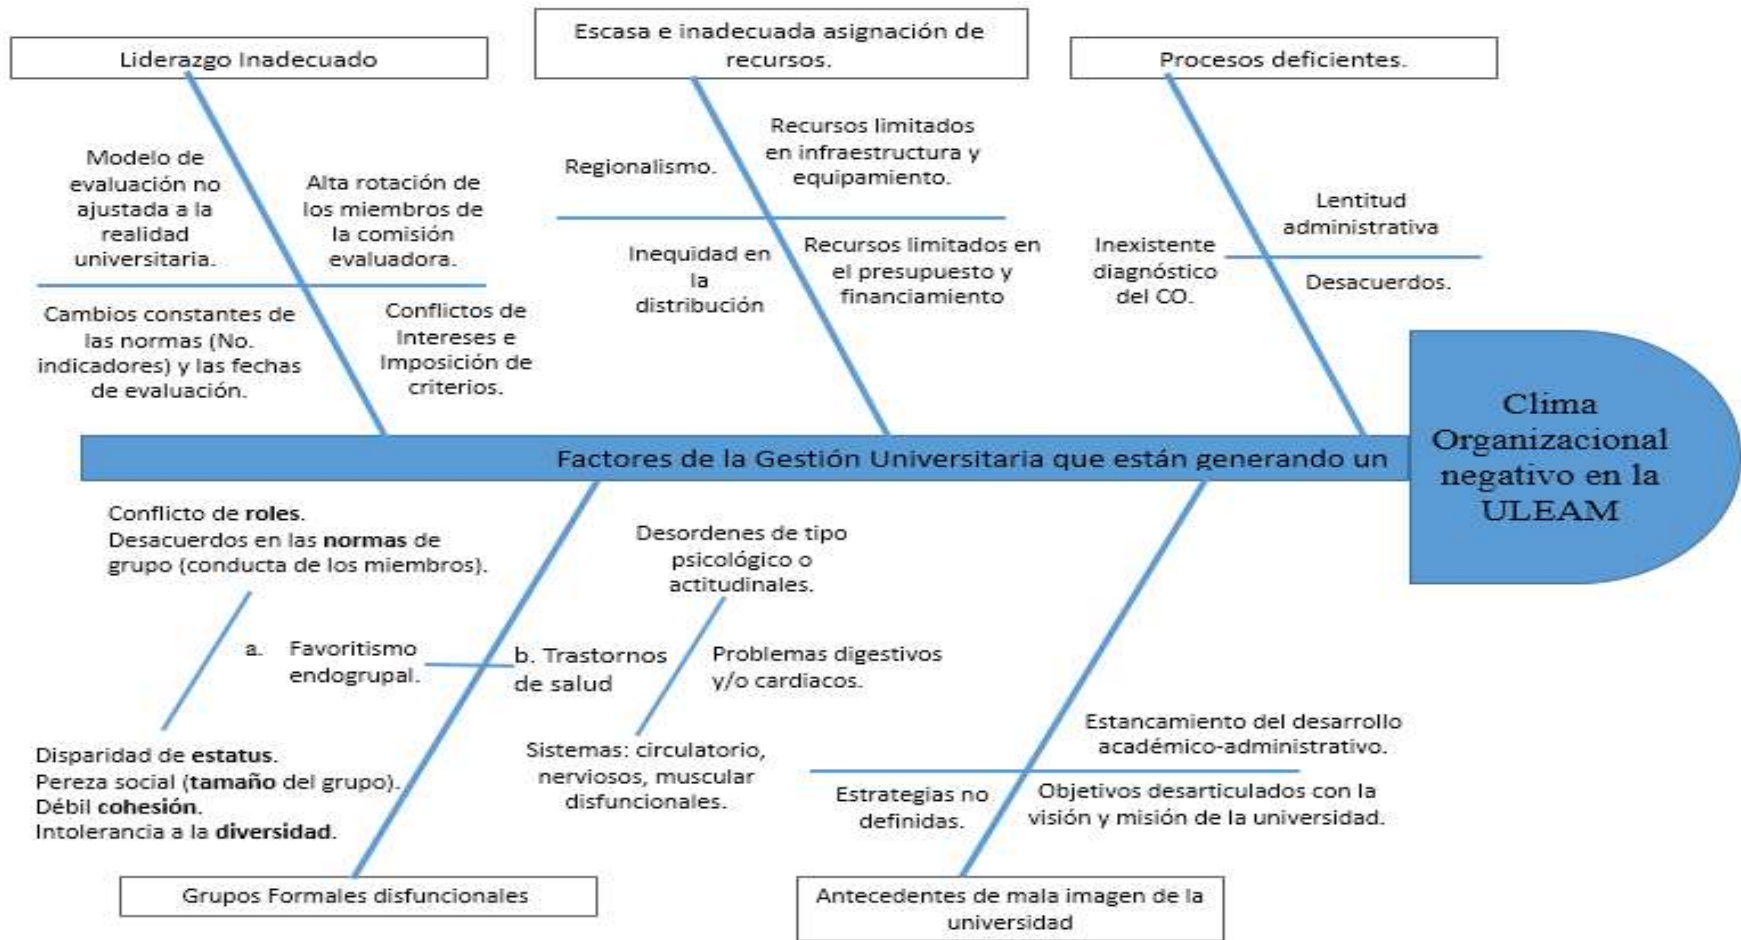 Liderazgo Inadecuado
Escasa e inadecuada asignación de
recursos.
Procesos deficientes.
Modelo de
evaluación no
ajustada a la
realidad
universitaria.
Alta rotación de
los miembros de
la comisión
evaluadora.
Cambios constantes de
las normas (No.
indicadores) y las fechas
de evaluación.
Conflictos de
Intereses e
Imposición de
criterios.
Regionalismo.
Recursos limitados
en infraestructura y
equipamiento.
Inequidad en
la
distribución
Recursos limitados en
el presupuesto y
financiamiento
Inexistente
diagnóstico
del CO.
Lentitud
administrativa
Desacuerdos.
Factores de la Gestión Universitaria que están generando un
Clima
Organizacional
negativo en la
ULEAM
Conflicto de roles.
Desacuerdos en las normas de
grupo (conducta de los miembros).
a. Favoritismo
endogrupal.
Disparidad de estatus.
Pereza social (tamaño del grupo).
Débil cohesión.
Intolerancia a la diversidad.
Desordenes de tipo
psicológico o
actitudinales.
b. Trastornos
de salud
Problemas digestivos
y/o cardiacos.
Sistemas: circulatorio,
nerviosos, muscular
disfuncionales.
Estancamiento del desarrollo
académico-administrativo.
Estrategias no
definidas.
Objetivos desarticulados con la
visión y misión de la universidad.
Grupos Formales disfuncionales
Antecedentes de mala imagen de la
universidad